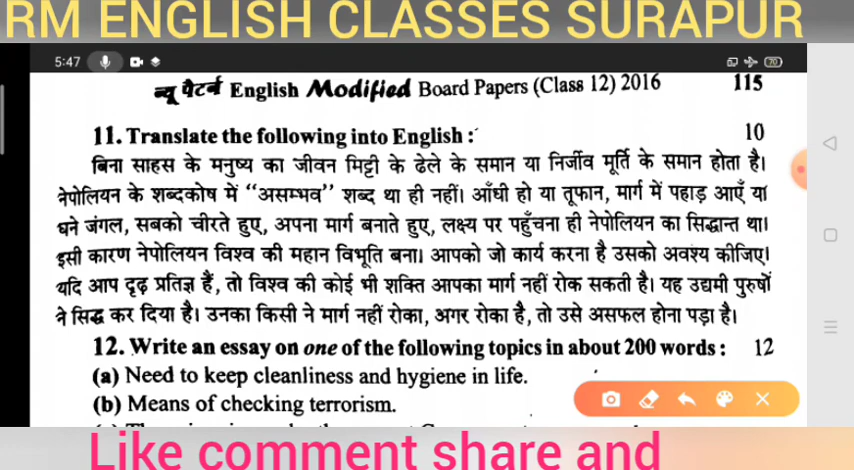 RM ENGLISH CLASSES SURAPUR
5:47
70
न्यू पैटर्न English Modified Board Papers (Class 12) 2016 115
11. Translate the following into English : 10
बिना साहस के मनुष्य का जीवन मिट्टी के ढेले के समान या निर्जीव मूर्ति के समान होता है।
नेपोलियन के शब्दकोष में “असम्भव” शब्द था ही नहीं। आँधी हो या तूफान, मार्ग में पहाड़ आएँ या
घने जंगल, सबको चीरते हुए, अपना मार्ग बनाते हुए, लक्ष्य पर पहुँचना ही नेपोलियन का सिद्धान्त था।
इसी कारण नेपोलियन विश्व की महान विभूति बना। आपको जो कार्य करना है उसको अवश्य कीजिए।
यदि आप दृढ़ प्रतिज्ञ हैं, तो विश्व की कोई भी शक्ति आपका मार्ग नहीं रोक सकती है। यह उद्यमी पुरुषों
ने सिद्ध कर दिया है। उनका किसी ने मार्ग नहीं रोका, अगर रोका है, तो उसे असफल होना पड़ा है।
12. Write an essay on one of the following topics in about 200 words : 12
(a) Need to keep cleanliness and hygiene in life.
(b) Means of checking terrorism.
Like comment share and